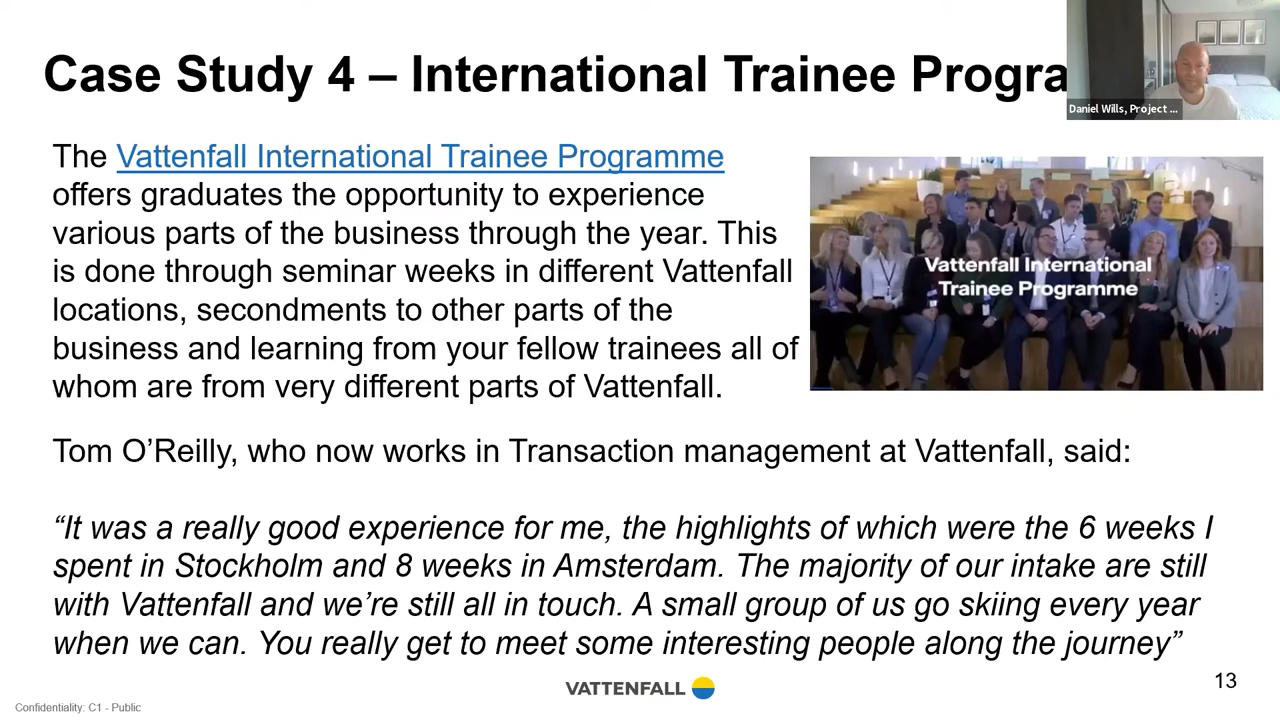 Case Study 4 – International Trainee Progra
Daniel Wills, Project ...
The Vattenfall International Trainee Programme
offers graduates the opportunity to experience
various parts of the business through the year. This
is done through seminar weeks in different Vattenfall
locations, secondments to other parts of the
business and learning from your fellow trainees all of
whom are from very different parts of Vattenfall.
Vattenfall International
Trainee Programme
Tom O’Reilly, who now works in Transaction management at Vattenfall, said:
“It was a really good experience for me, the highlights of which were the 6 weeks I
spent in Stockholm and 8 weeks in Amsterdam. The majority of our intake are still
with Vattenfall and we’re still all in touch. A small group of us go skiing every year
when we can. You really get to meet some interesting people along the journey”
VATTENFALL
13
Confidentiality: C1 - Public